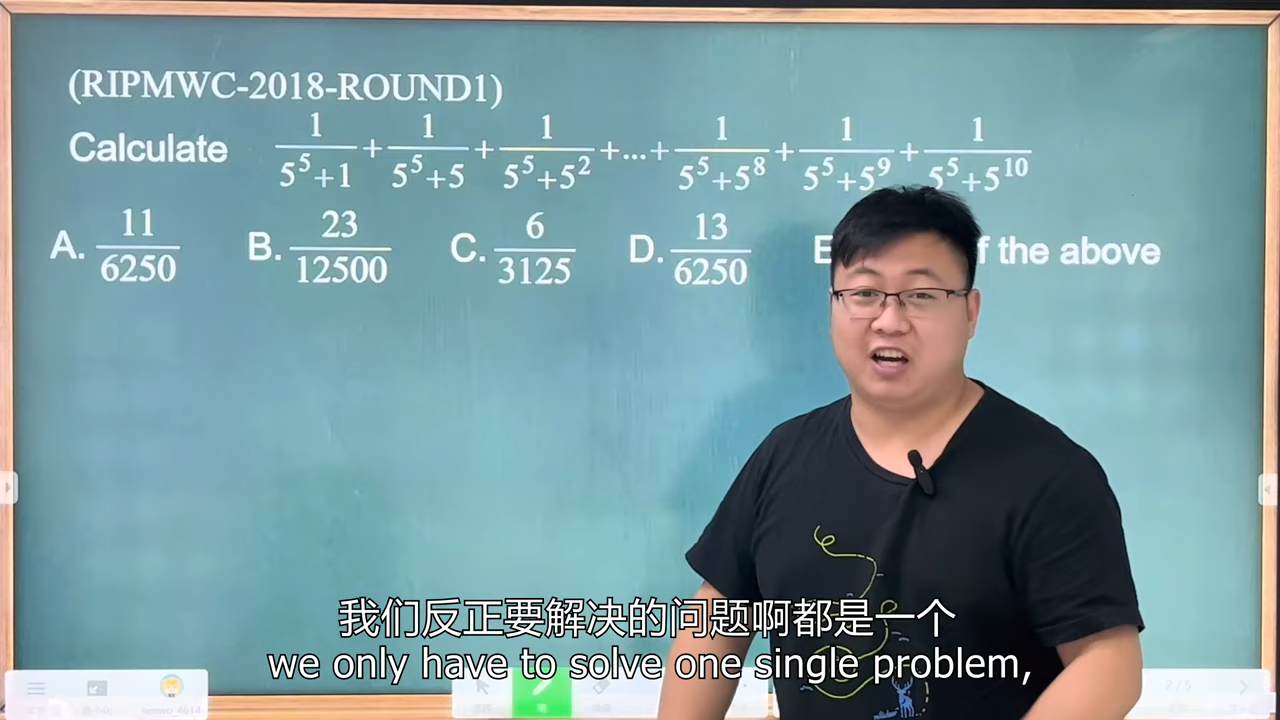 (RIPMWC-2018-ROUND1)
Calculate 1/(5^5+1) + 1/(5^5+5) + 1/(5^5+5^2) +...+ 1/(5^5+5^8) + 1/(5^5+5^9) + 1/(5^5+5^10)
A. 11/6250 B. 23/12500 C. 6/3125 D. 13/6250 E f the above
我们反正要解决的问题啊都是一个
we only have to solve one single problem,
2/5